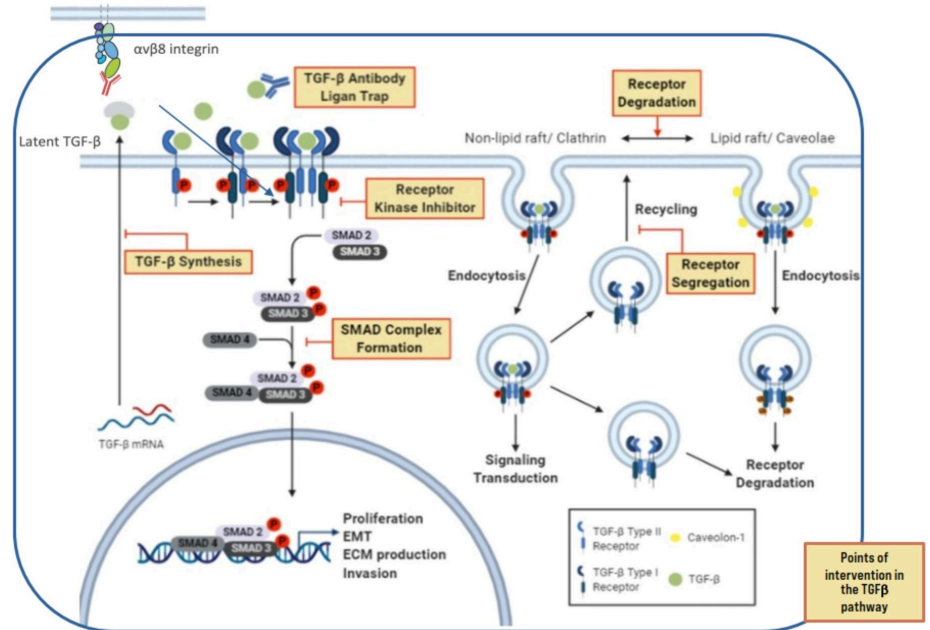 αvβ8 integrin
Latent TGF-β
TGF-β Antibody
Ligan Trap
Receptor
Degradation
Non-lipid raft/ Clathrin
Lipid raft/ Caveolae
P
P
P
P
P
Receptor
Kinase Inhibitor
Recycling
TGF-β Synthesis
SMAD 2
SMAD 3
Endocytosis
Receptor
Segregation
Endocytosis
SMAD 2
P
SMAD 3
P
SMAD 4
SMAD Complex
Formation
SMAD 2
P
SMAD 4
SMAD 3
P
TGF-β mRNA
Signaling
Transduction
Receptor
Degradation
SMAD 2
P
SMAD 4
SMAD 3
P
Proliferation
EMT
ECM production
Invasion
TGF-β Type II
Receptor
Caveolon-1
TGF-β Type I
Receptor
TGF-β
Points of
intervention in
the TGFβ
pathway